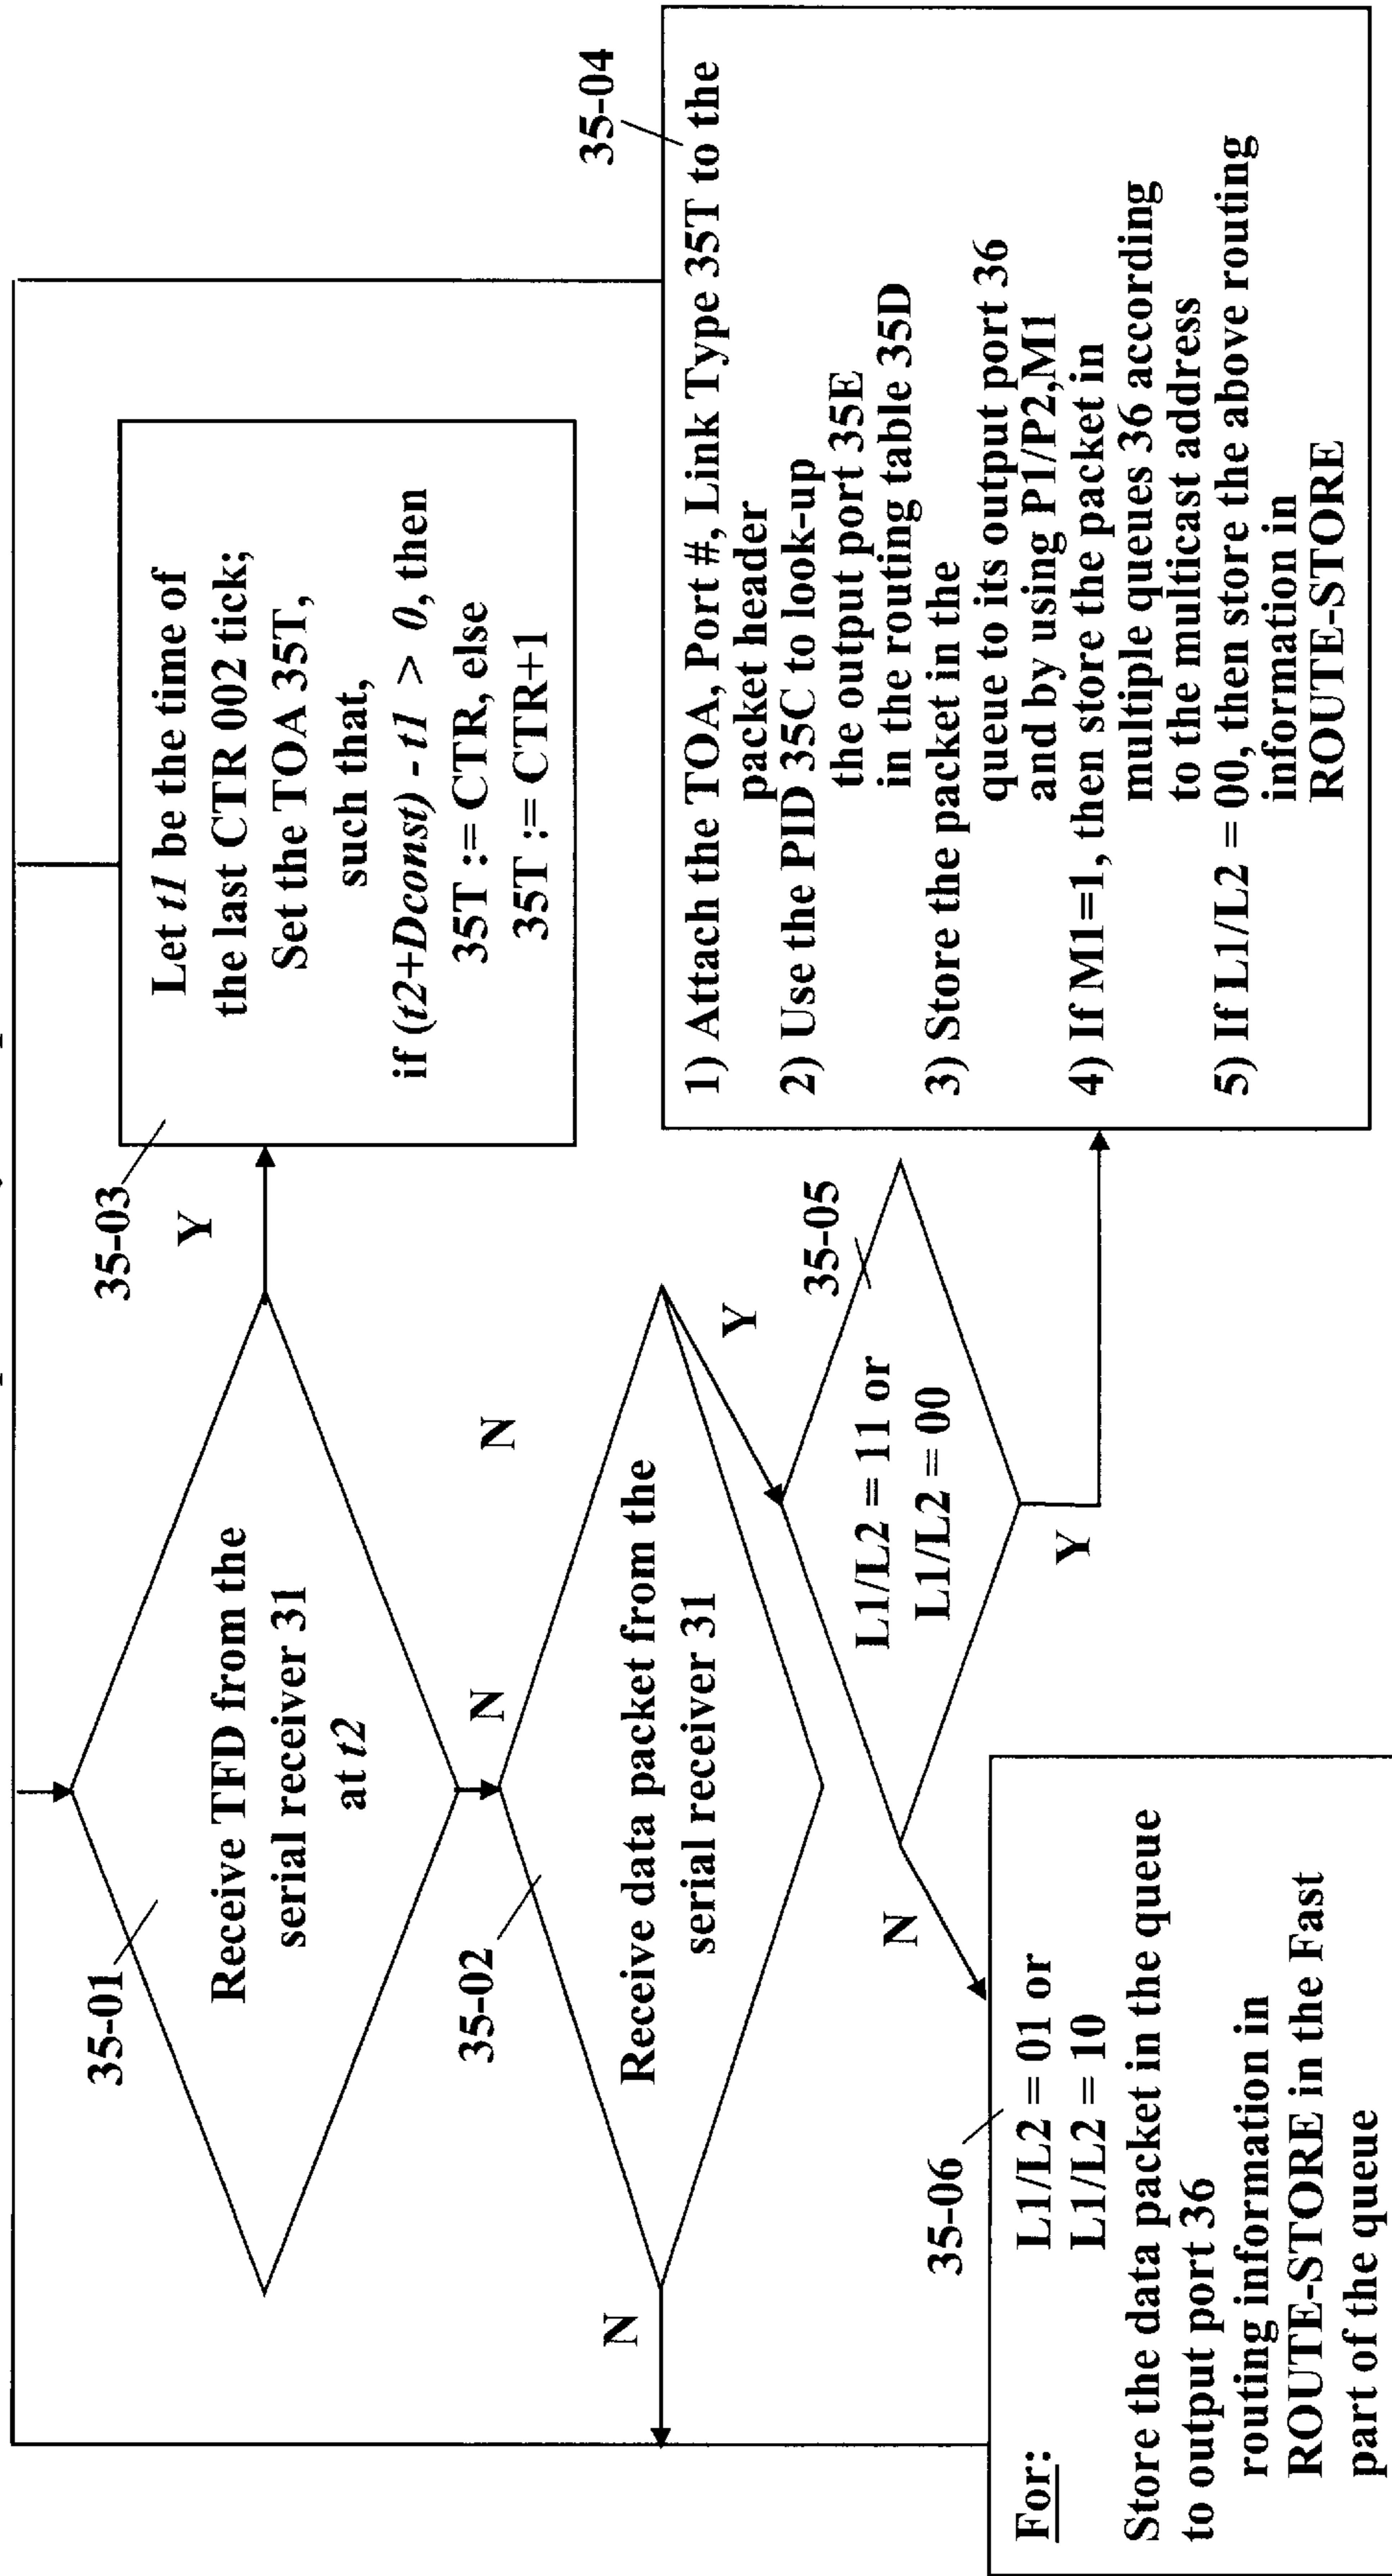 35-01
Receive TFD from the
serial receiver 31
at t2
Y
35-03
Let t1 be the time of
the last CTR 002 tick;
Set the TOA 35T,
such that,
if (t2+Dconst) - t1 > 0, then
35T := CTR, else
35T := CTR+1
N
N
35-02
Receive data packet from the
serial receiver 31
N
Y
35-05
L1/L2 = 11 or
L1/L2 = 00
N
Y
35-04
1) Attach the TOA, Port #, Link Type 35T to the
packet header
2) Use the PID 35C to look-up
the output port 35E
in the routing table 35D
3) Store the packet in the
queue to its output port 36
and by using P1/P2,M1
4) If M1=1, then store the packet in
multiple queues 36 according
to the multicast address
5) If L1/L2 = 00, then store the above routing
information in
ROUTE-STORE
35-06
For:
L1/L2 = 01 or
L1/L2 = 10
Store the data packet in the queue
to output port 36
routing information in
ROUTE-STORE in the Fast
part of the queue